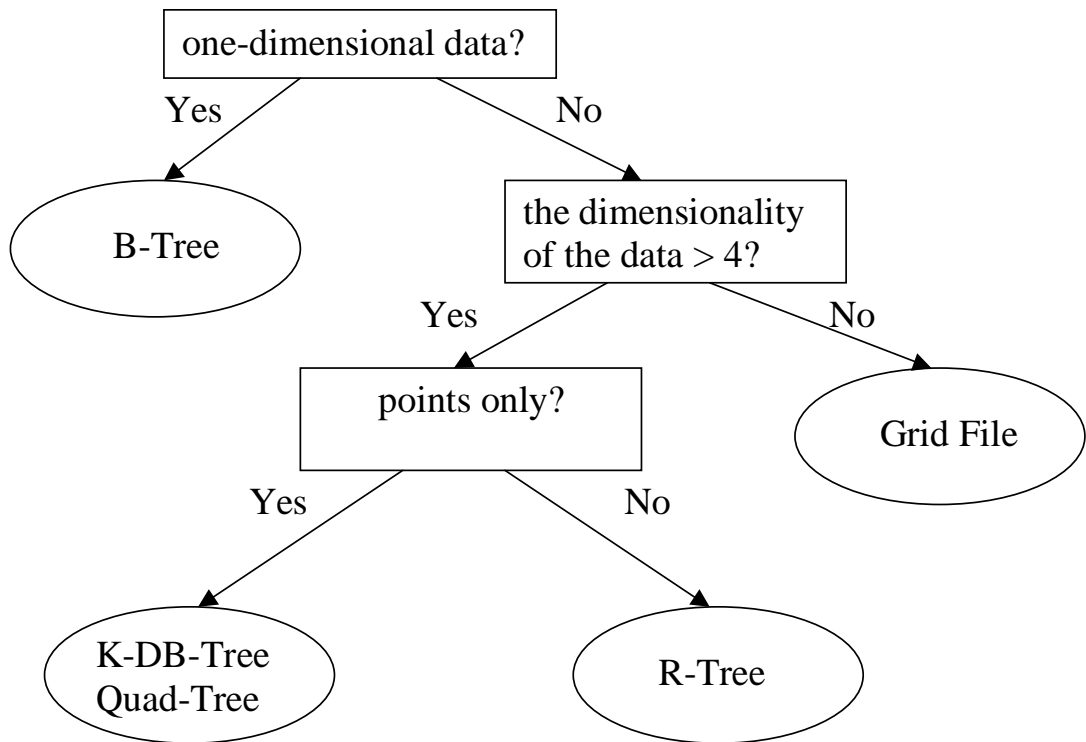 one-dimensional data?
Yes
No
B-Tree
the dimensionality
of the data > 4?
Yes
No
points only?
Grid File
Yes
No
K-DB-Tree
Quad-Tree
R-Tree